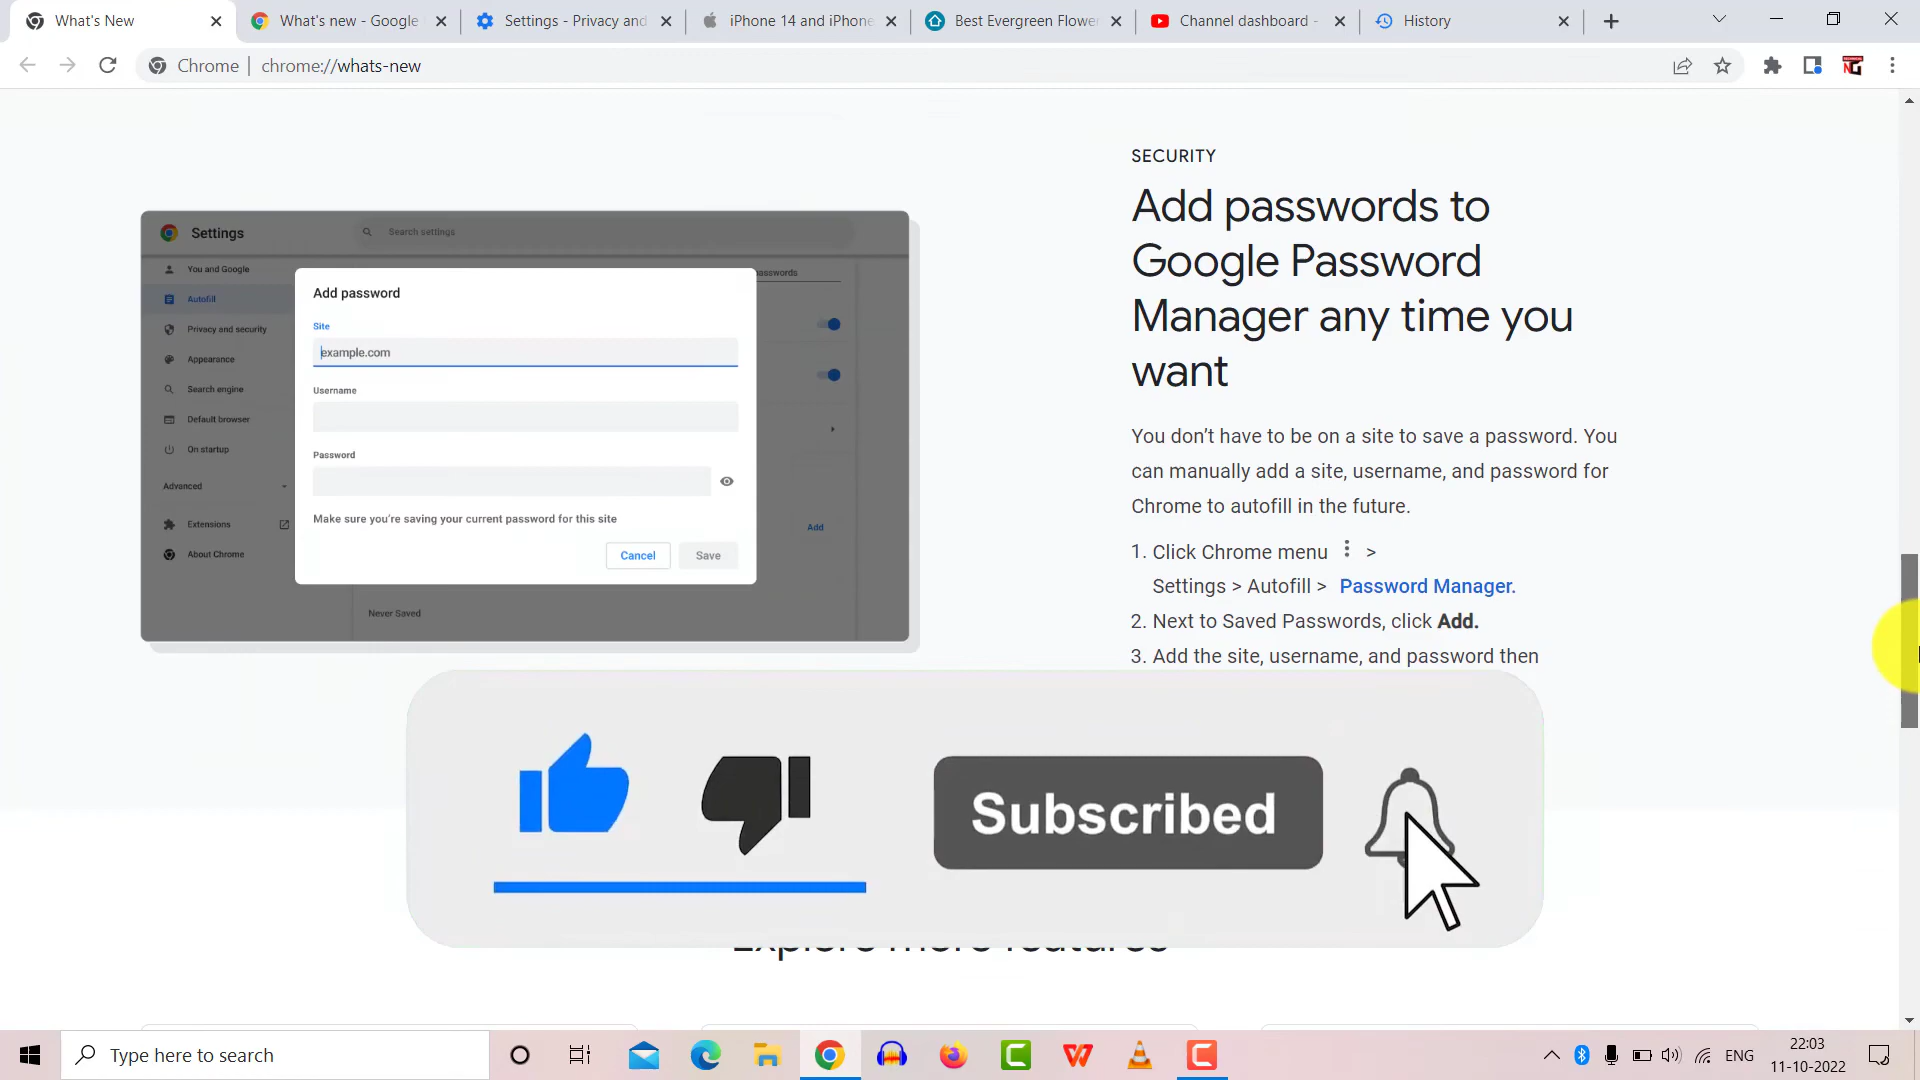 What's New
What's new - Google
Settings - Privacy and
iPhone 14 and iPhone
Best Evergreen Flowe
Channel dashboard -
History
Chrome | chrome://whats-new
NG
SECURITY
Add passwords to
Google Password
Manager any time you
want
You don't have to be on a site to save a password. You
can manually add a site, username, and password for
Chrome to autofill in the future.
1. Click Chrome menu >
Settings > Autofill > Password Manager.
2. Next to Saved Passwords, click Add.
3. Add the site, username, and password then
Settings
Search settings
You and Google
Autofill
Privacy and security
Appearance
Search engine
Default browser
On startup
Advanced
Extensions
About Chrome
asswords
Add
Never Saved
Add password
Site
example.com
Username
Password
Make sure you're saving your current password for this site
Cancel
Save
Subscribed
Explore more features
Type here to search
ENG
22:03
11-10-2022